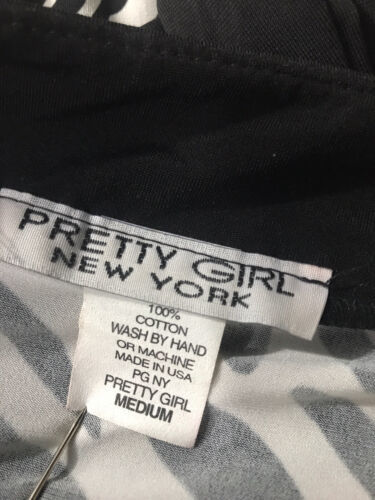 PRETTY GIRL
NEW YORK
100%
COTTON
WASH BY HAND
OR MACHINE
MADE IN USA
PG NY
PRETTY GIRL
MEDIUM